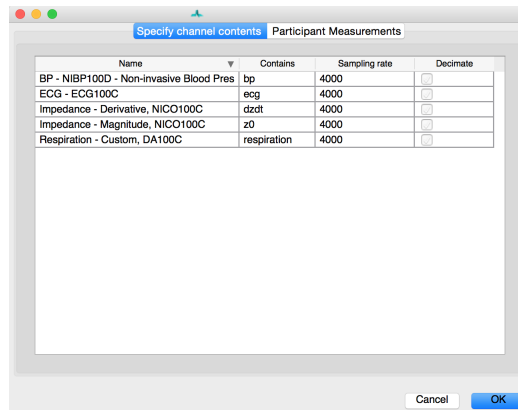 Specify channel contents Participant Measurements
Name Contains Sampling rate Decimate
BP - NIBP100D - Non-invasive Blood Pres bp 4000
ECG - ECG100C ecg 4000
Impedance - Derivative, NICO100C dzdt 4000
Impedance - Magnitude, NICO100C z0 4000
Respiration - Custom, DA100C respiration 4000
Cancel OK